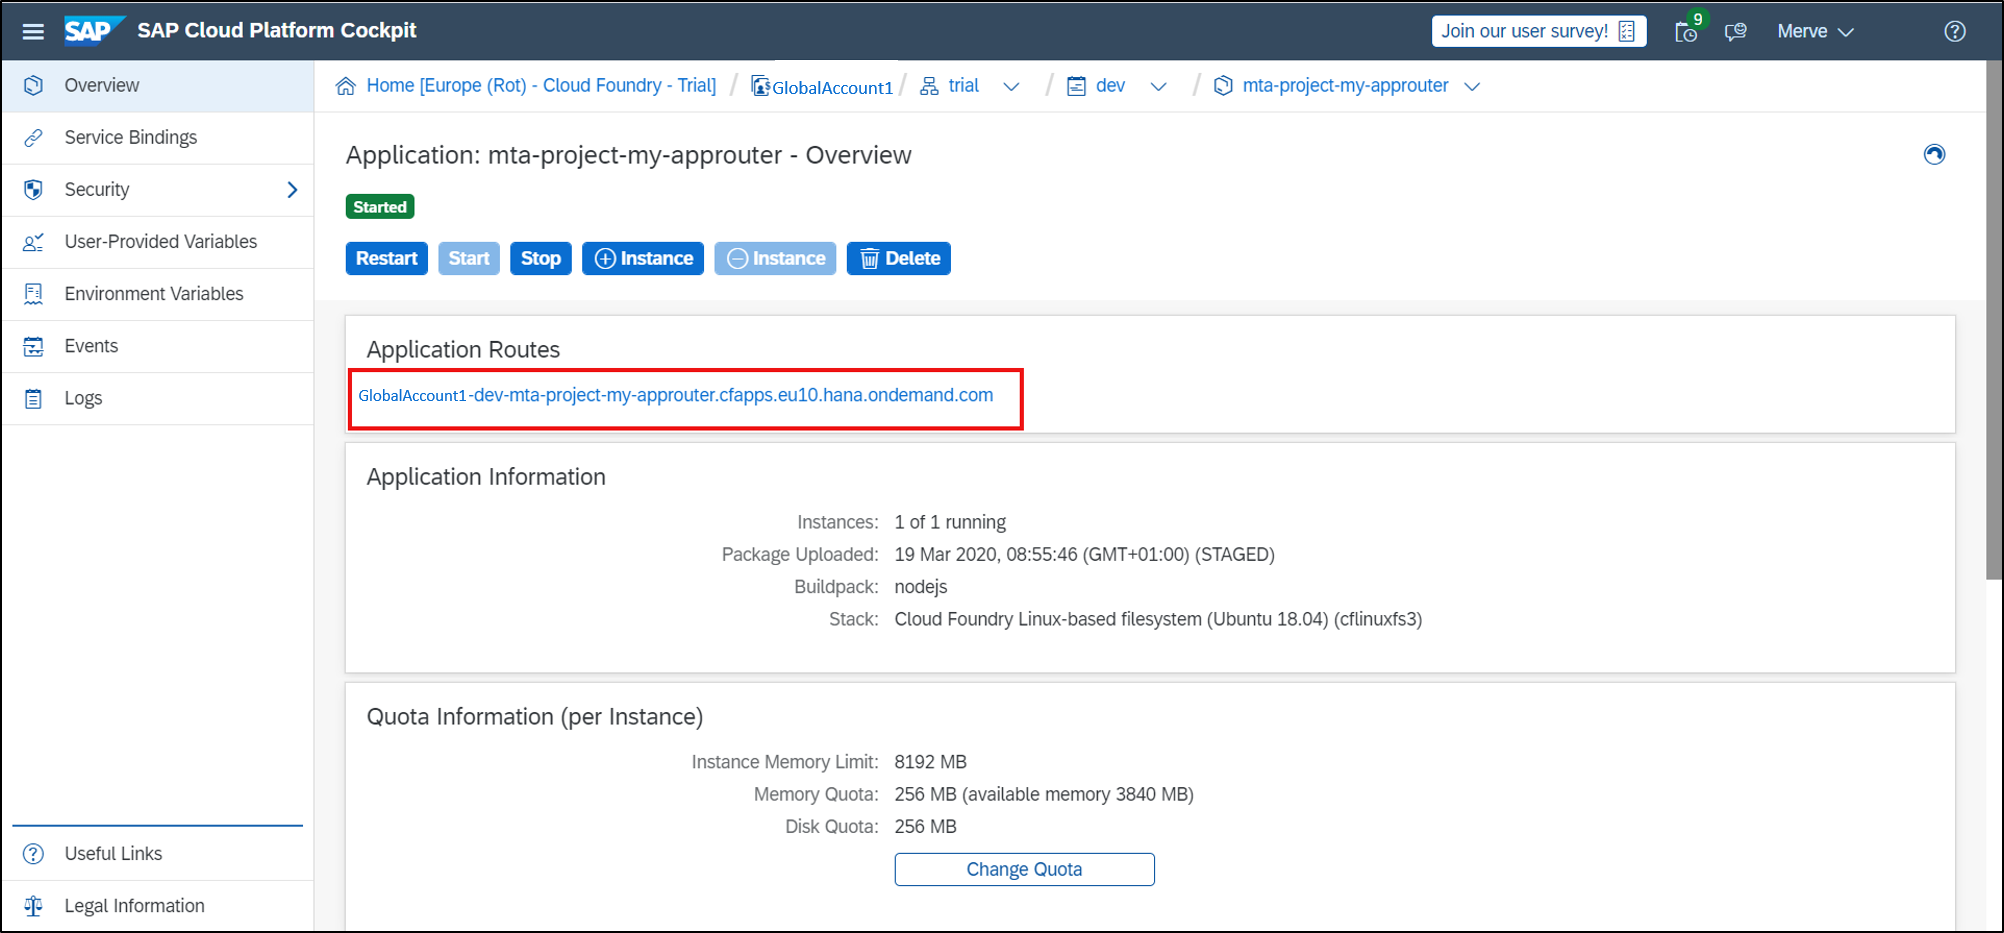 SAP SAP Cloud Platform Cockpit
Join our user survey!
9
Merve
Overview
Service Bindings
Security
User-Provided Variables
Environment Variables
Events
Logs
Useful Links
Legal Information
Home [Europe (Rot) - Cloud Foundry - Trial] / GlobalAccount1 / trial / dev / mta-project-my-approuter
Application: mta-project-my-approuter - Overview
Started
Restart Start Stop Instance Instance Delete
Application Routes
GlobalAccount1-dev-mta-project-my-approuter.cfapps.eu10.hana.ondemand.com
Application Information
Instances: 1 of 1 running
Package Uploaded: 19 Mar 2020, 08:55:46 (GMT+01:00) (STAGED)
Buildpack: nodejs
Stack: Cloud Foundry Linux-based filesystem (Ubuntu 18.04) (cflinuxfs3)
Quota Information (per Instance)
Instance Memory Limit: 8192 MB
Memory Quota: 256 MB (available memory 3840 MB)
Disk Quota: 256 MB
Change Quota